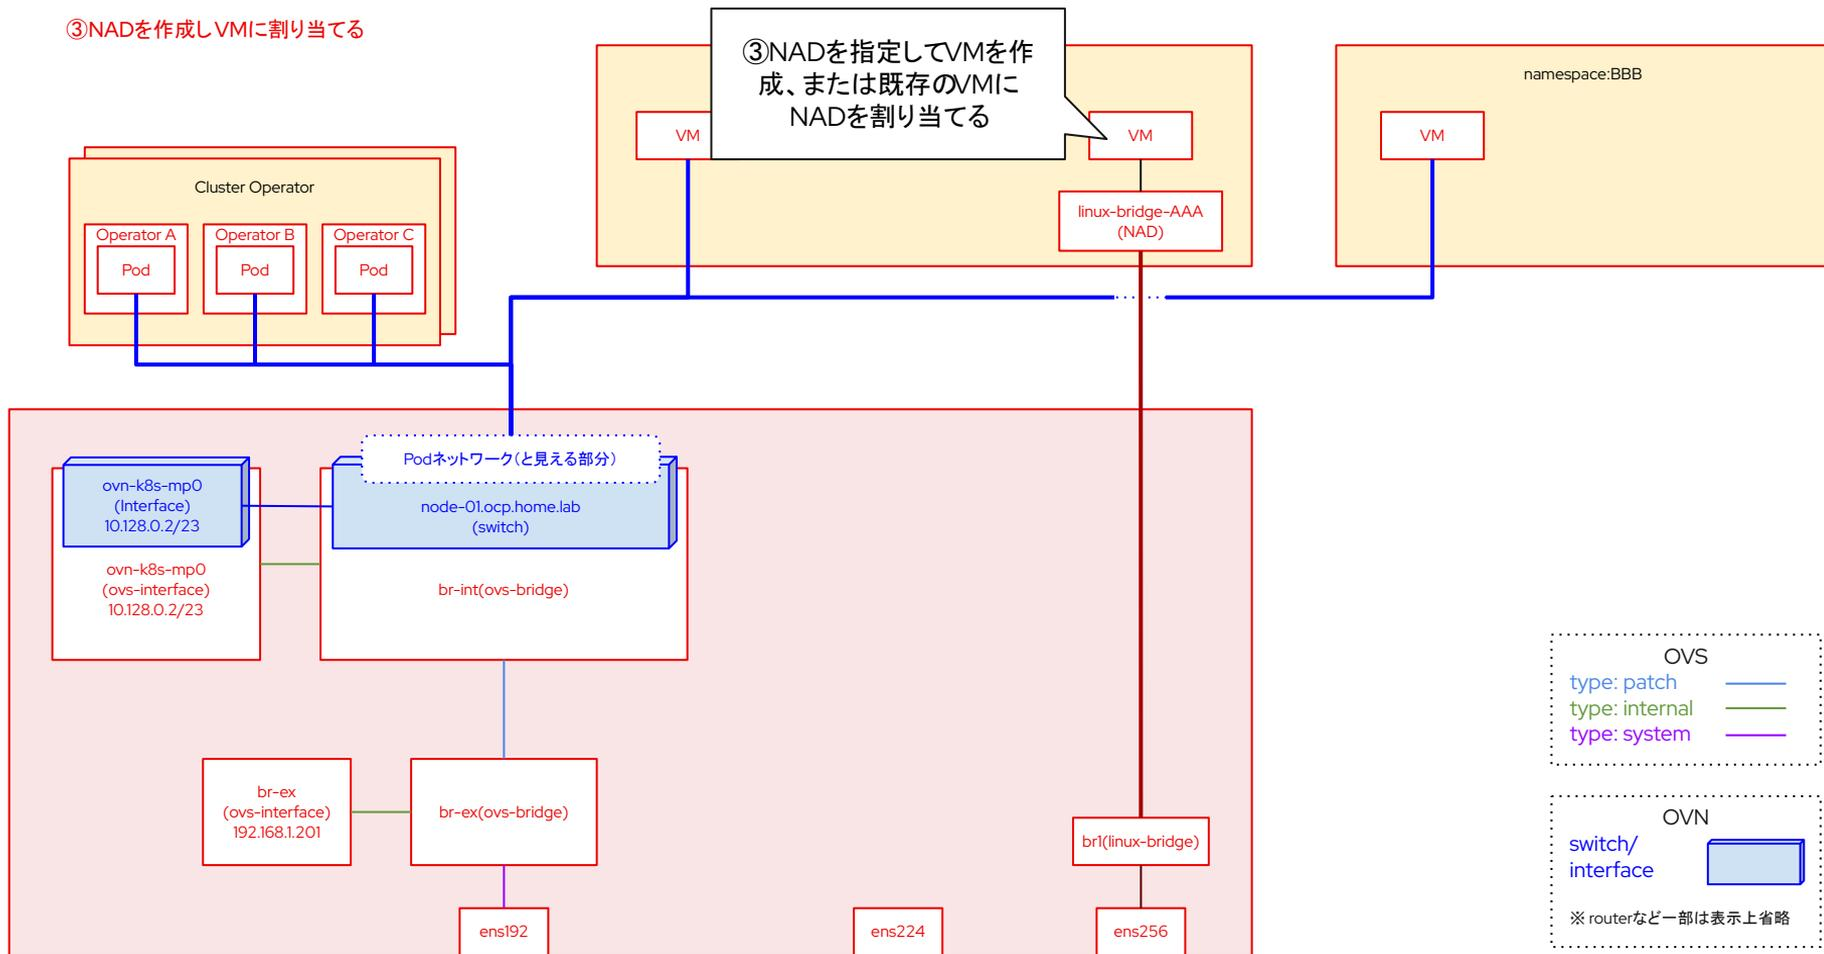 ③NADを作成しVMに割り当てる
③NADを指定してVMを作
成、または既存のVMに
NADを割り当てる
namespace:BBB
VM
VM
VM
linux-bridge-AAA
(NAD)
Cluster Operator
Operator A
Operator B
Operator C
Pod
Pod
Pod
Podネットワーク（と見える部分）
ovn-k8s-mp0
(Interface)
10.128.0.2/23
node-01.ocp.home.lab
(switch)
ovn-k8s-mp0
(ovs-interface)
10.128.0.2/23
br-int(ovs-bridge)
br-ex
(ovs-interface)
192.168.1.201
br-ex(ovs-bridge)
br1(linux-bridge)
ens192
ens224
ens256
OVS
type: patch
type: internal
type: system
OVN
switch/
interface
※ routerなど一部は表示上省略